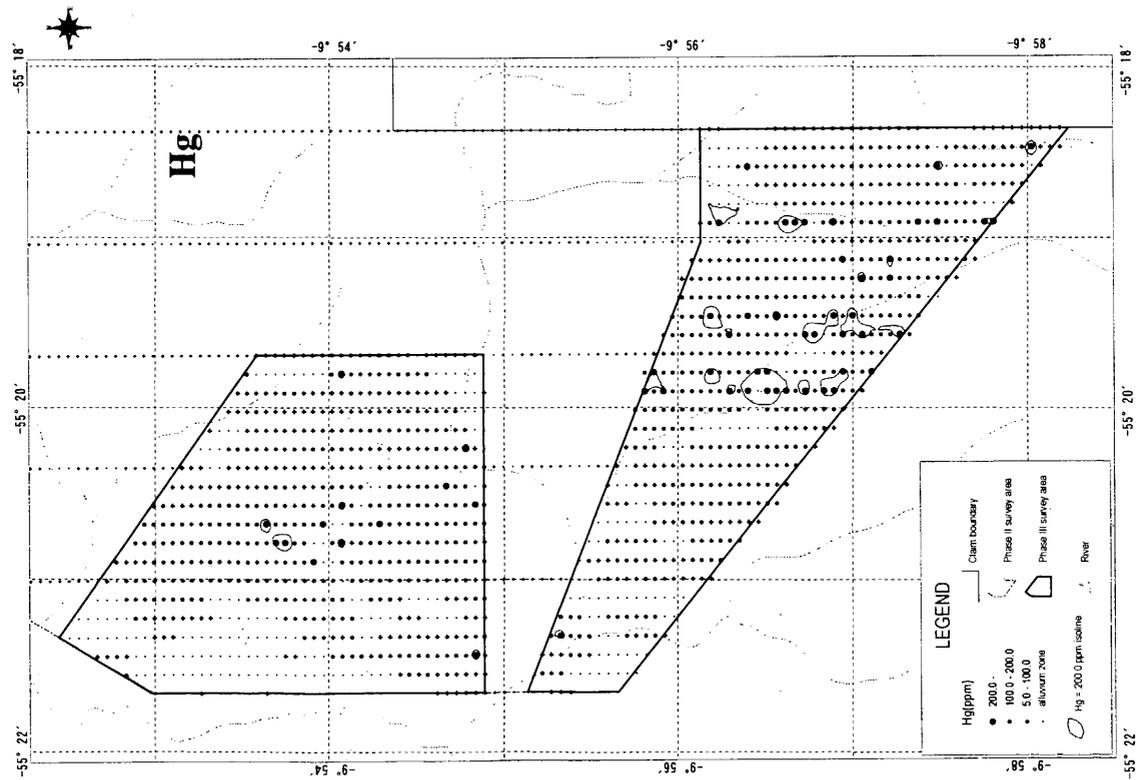 -9° 54′
-9° 56′
-9° 58′
-55° 18′
-55° 18′
Hg
-55° 20′
-55° 20′
LEGEND
Hg(ppm)
200.0 -
100.0 - 200.0
5.0 - 100.0
alluvium zone
Hg = 200.0 ppm isoline
Claim boundary
Phase II survey area
Phase III survey area
River
-55° 22′
-55° 22′
-9° 54′
-9° 56′
-9° 58′